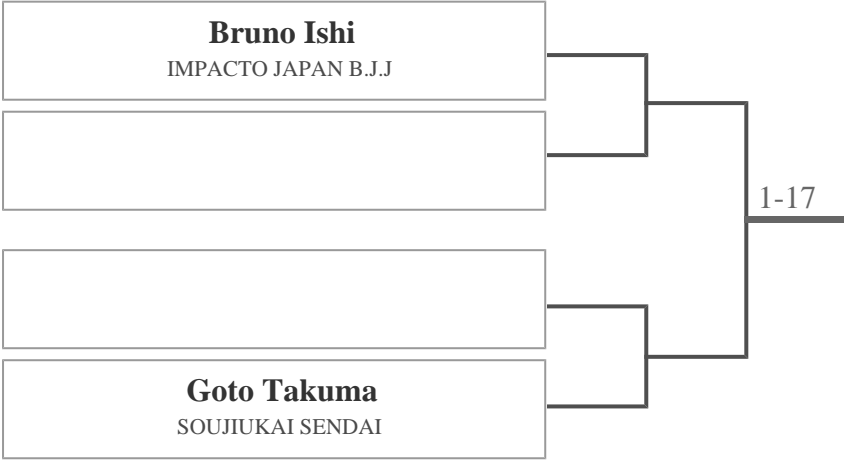 Bruno Ishi
IMPACTO JAPAN B.J.J
1-17
Goto Takuma
SOUJIUKAI SENDAI